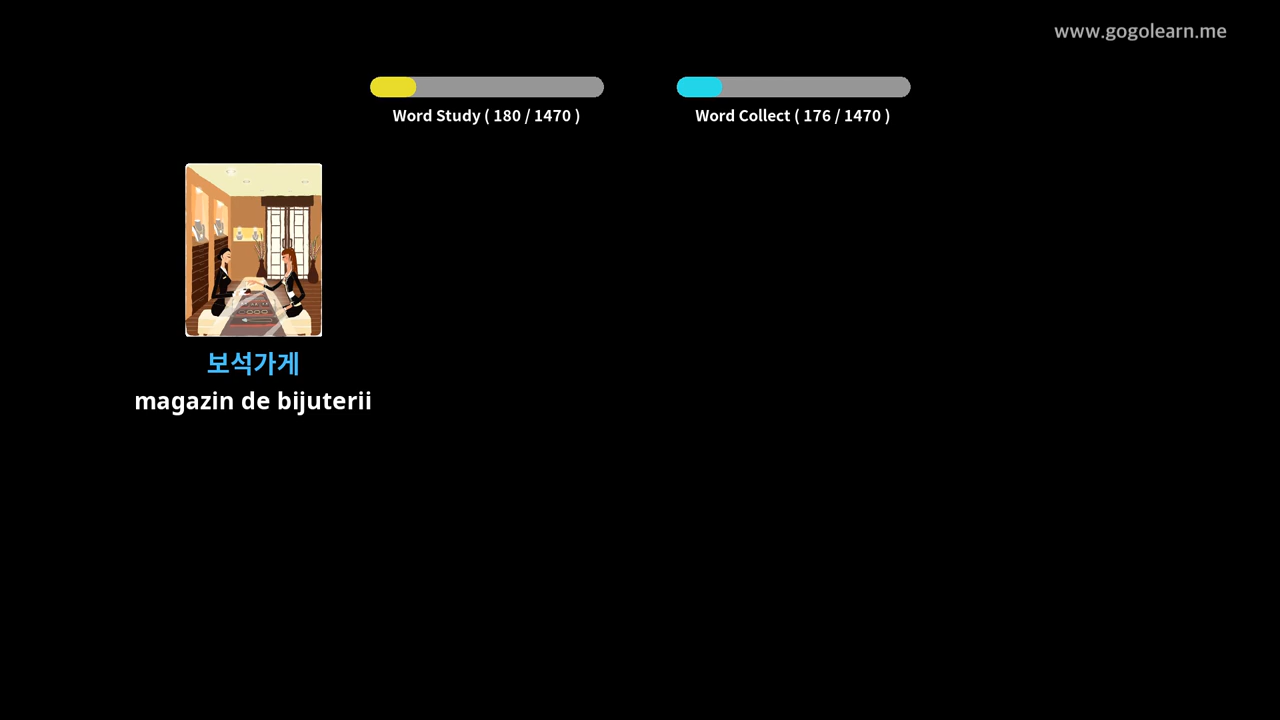 www.gogolearn.me
Word Study ( 180 / 1470 )
Word Collect ( 176 / 1470 )
보석가게
magazin de bijuterii